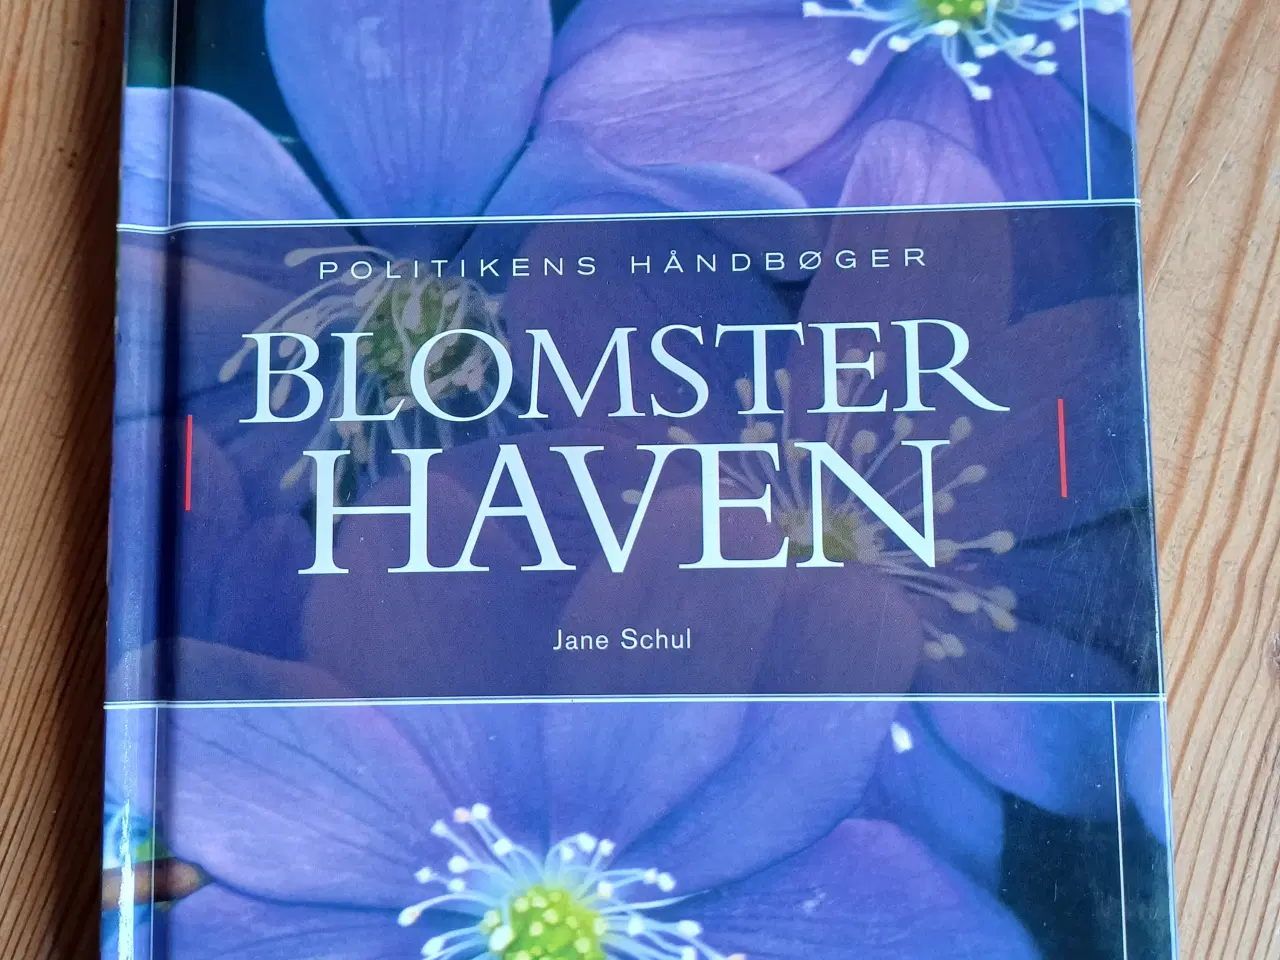 POLITIKENS HÅNDBØGER
BLOMSTER
HAVEN
Jane Schul